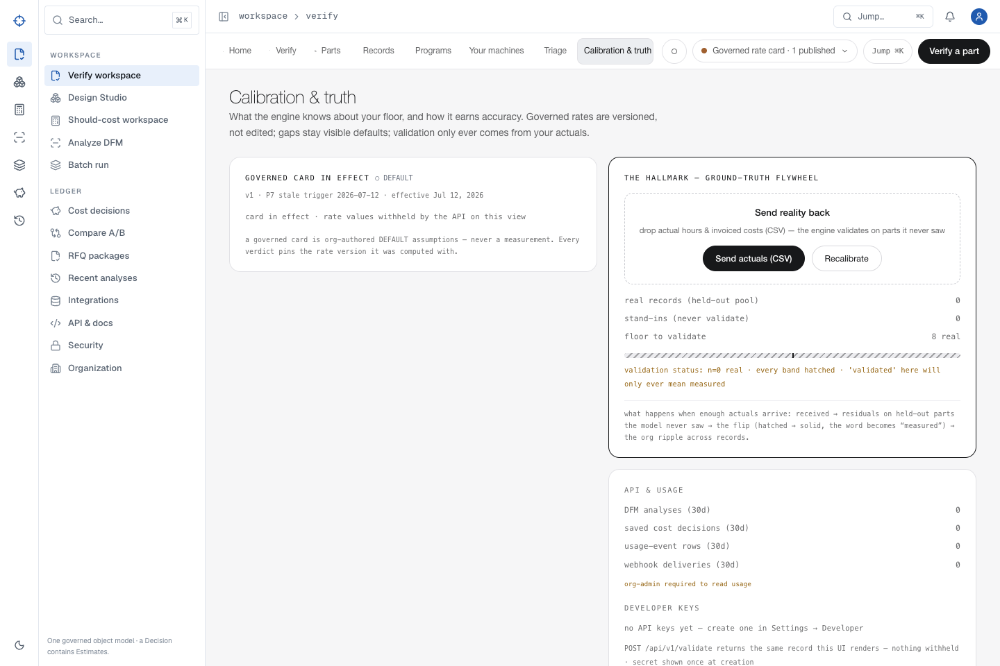 Search...
⌘ K
WORKSPACE
Verify workspace
Design Studio
Should-cost workspace
Analyze DFM
Batch run
LEDGER
Cost decisions
Compare A/B
RFQ packages
Recent analyses
Integrations
API & docs
Security
Organization
One governed object model · a Decision
contains Estimates.
workspace > verify
Jump...
⌘K
Home
Verify
Parts
Records
Programs
Your machines
Triage
Calibration & truth
Governed rate card · 1 published
Jump ⌘K
Verify a part
Calibration & truth
What the engine knows about your floor, and how it earns accuracy. Governed rates are versioned,
not edited; gaps stay visible defaults; validation only ever comes from your actuals.
GOVERNED CARD IN EFFECT ○ DEFAULT
v1 · P7 stale trigger 2026-07-12 · effective Jul 12, 2026
card in effect · rate values withheld by the API on this view
a governed card is org-authored DEFAULT assumptions — never a measurement. Every
verdict pins the rate version it was computed with.
THE HALLMARK — GROUND-TRUTH FLYWHEEL
Send reality back
drop actual hours & invoiced costs (CSV) — the engine validates on parts it never saw
Send actuals (CSV)
Recalibrate
real records (held-out pool) 0
stand-ins (never validate) 0
floor to validate 8 real
validation status: n=0 real · every band hatched · 'validated' here will
only ever mean measured
what happens when enough actuals arrive: received → residuals on held-out parts
the model never saw → the flip (hatched → solid, the word becomes “measured”) →
the org ripple across records.
API & USAGE
DFM analyses (30d) 0
saved cost decisions (30d) 0
usage-event rows (30d) 0
webhook deliveries (30d) 0
org-admin required to read usage
DEVELOPER KEYS
no API keys yet — create one in Settings → Developer
POST /api/v1/validate returns the same record this UI renders — nothing withheld
· secret shown once at creation